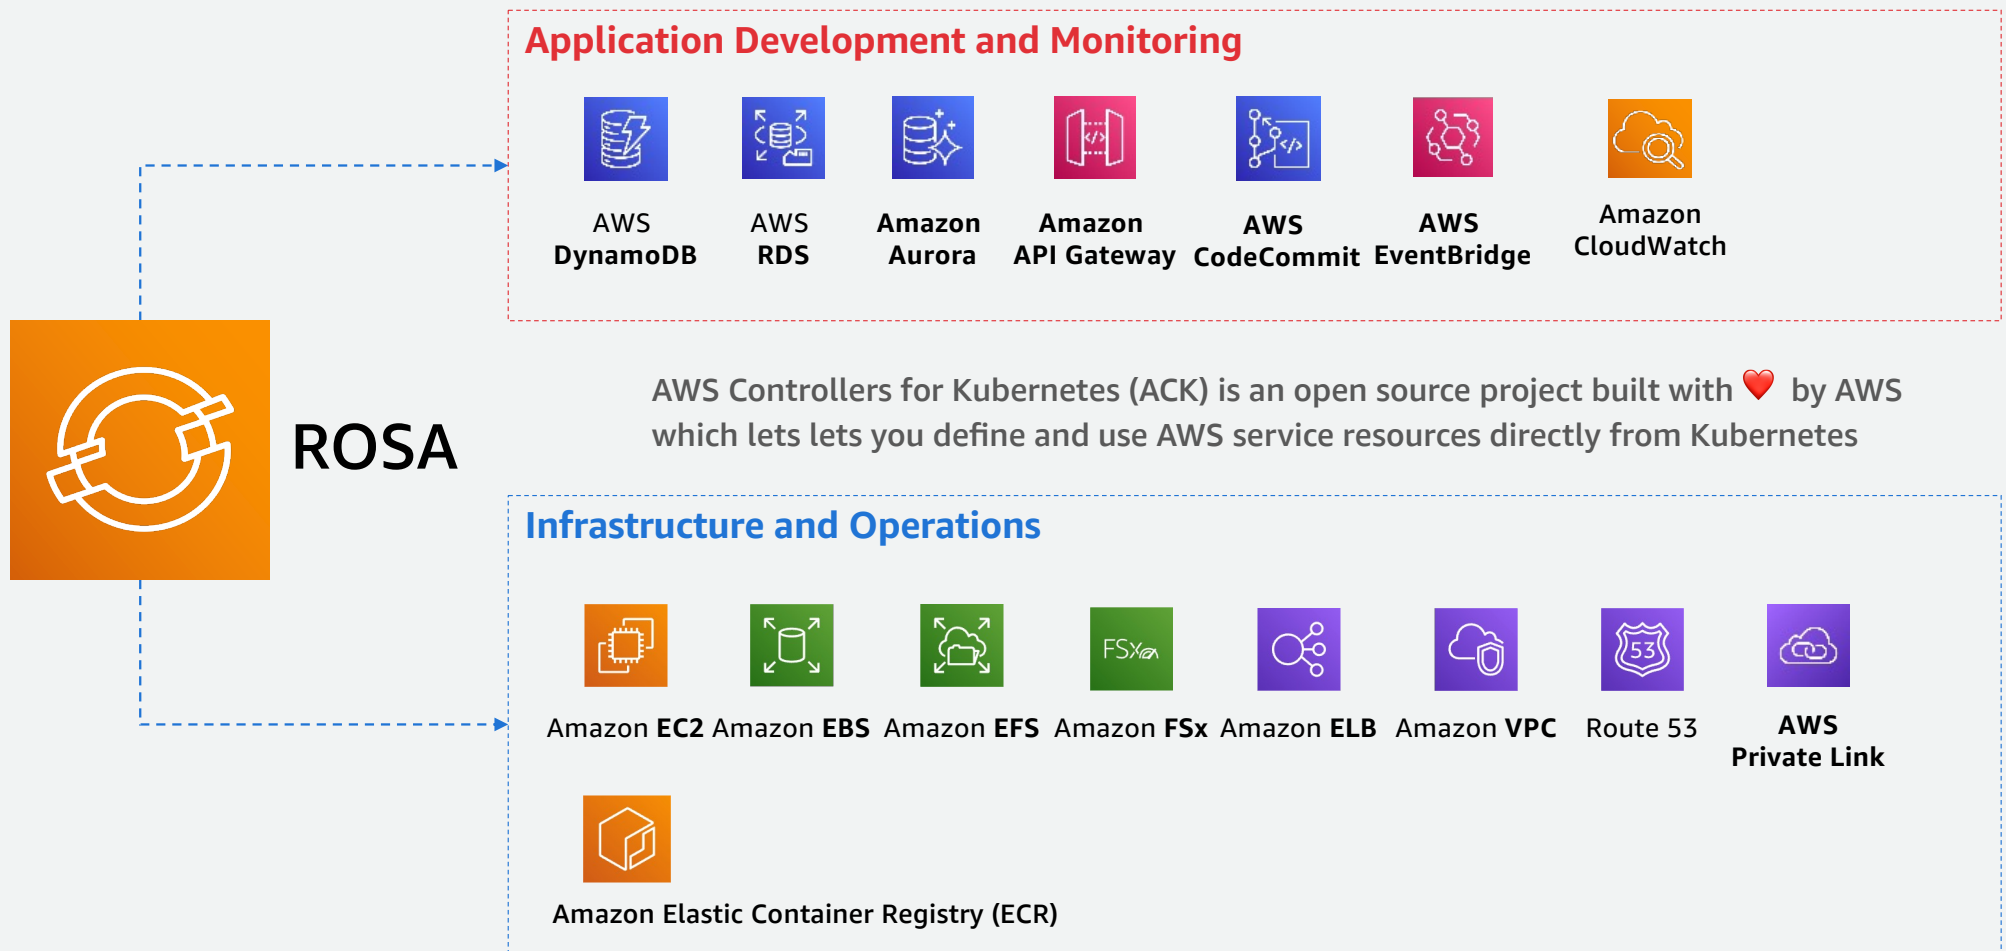 Application Development and Monitoring
AWS
DynamoDB
AWS
RDS
Amazon
Aurora
Amazon
API Gateway
AWS
CodeCommit
AWS
EventBridge
Amazon
CloudWatch
ROSA
AWS Controllers for Kubernetes (ACK) is an open source project built with ❤️ by AWS
which lets lets you define and use AWS service resources directly from Kubernetes
Infrastructure and Operations
FSx
53
Amazon EC2
Amazon EBS
Amazon EFS
Amazon FSx
Amazon ELB
Amazon VPC
Route 53
AWS
Private Link
Amazon Elastic Container Registry (ECR)